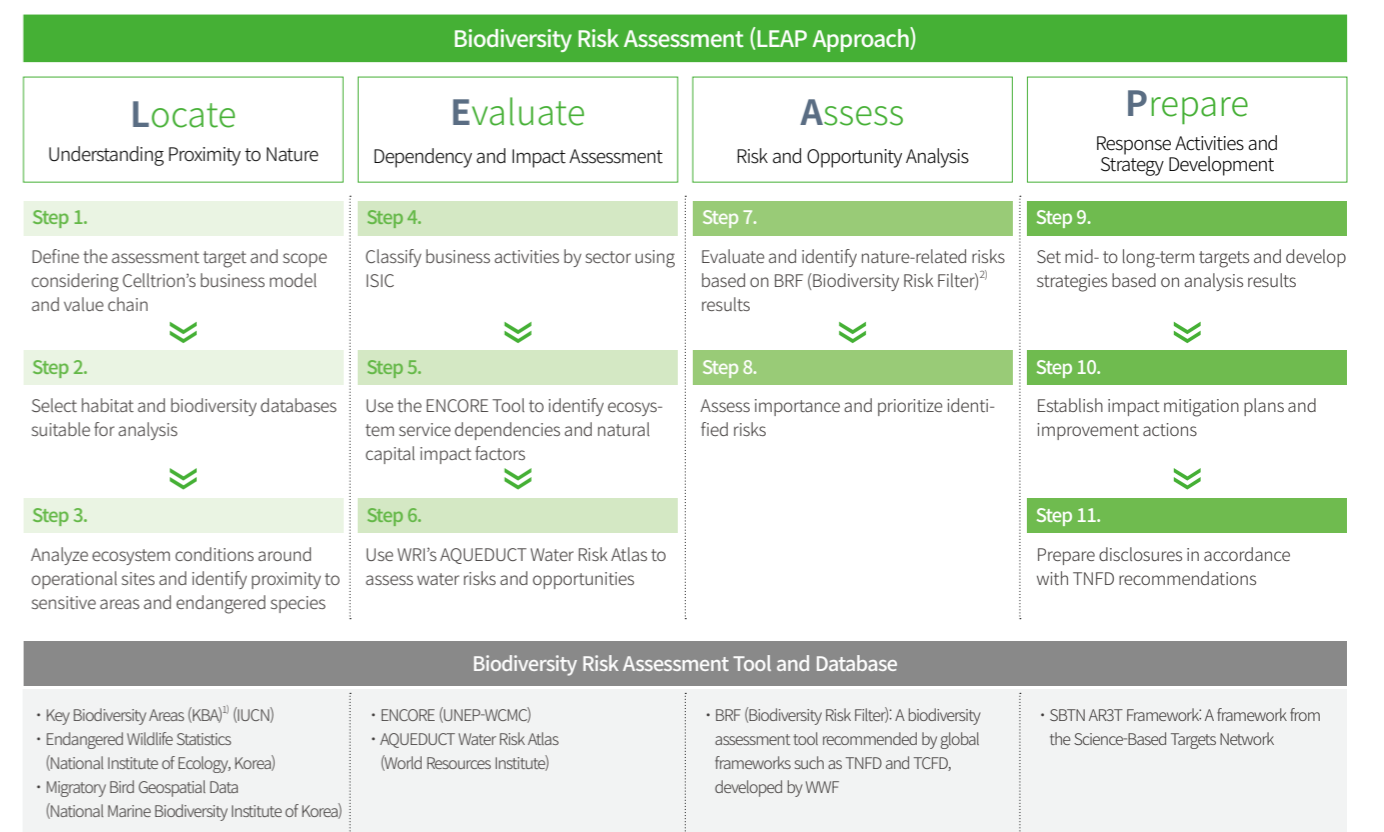 Biodiversity Risk Assessment (LEAP Approach)
Locate
Understanding Proximity to Nature
Step 1.
Define the assessment target and scope
considering Celltrion's business model
and value chain
Step 2.
Select habitat and biodiversity databases
suitable for analysis
Step 3.
Analyze ecosystem conditions around
operational sites and identify proximity to
sensitive areas and endangered species
Evaluate
Dependency and Impact Assessment
Step 4.
Classify business activities by sector using
ISIC
Step 5.
Use the ENCORE Tool to identify ecosys-
tem service dependencies and natural
capital impact factors
Step 6.
Use WRI's AQUEDUCT Water Risk Atlas to
assess water risks and opportunities
Assess
Risk and Opportunity Analysis
Step 7.
Evaluate and identify nature-related risks
based on BRF (Biodiversity Risk Filter)2)
results
Step 8.
Assess importance and prioritize identi-
fied risks
Prepare
Response Activities and
Strategy Development
Step 9.
Set mid- to long-term targets and develop
strategies based on analysis results
Step 10.
Establish impact mitigation plans and
improvement actions
Step 11.
Prepare disclosures in accordance
with TNFD recommendations
Biodiversity Risk Assessment Tool and Database
・Key Biodiversity Areas (KBA)1) (IUCN)
・Endangered Wildlife Statistics
(National Institute of Ecology, Korea)
・Migratory Bird Geospatial Data
(National Marine Biodiversity Institute of Korea)
・ENCORE (UNEP-WCMC)
・AQUEDUCT Water Risk Atlas
(World Resources Institute)
・BRF (Biodiversity Risk Filter): A biodiversity
assessment tool recommended by global
frameworks such as TNFD and TCFD,
developed by WWF
・SBTN AR3T Framework: A framework from
the Science-Based Targets Network